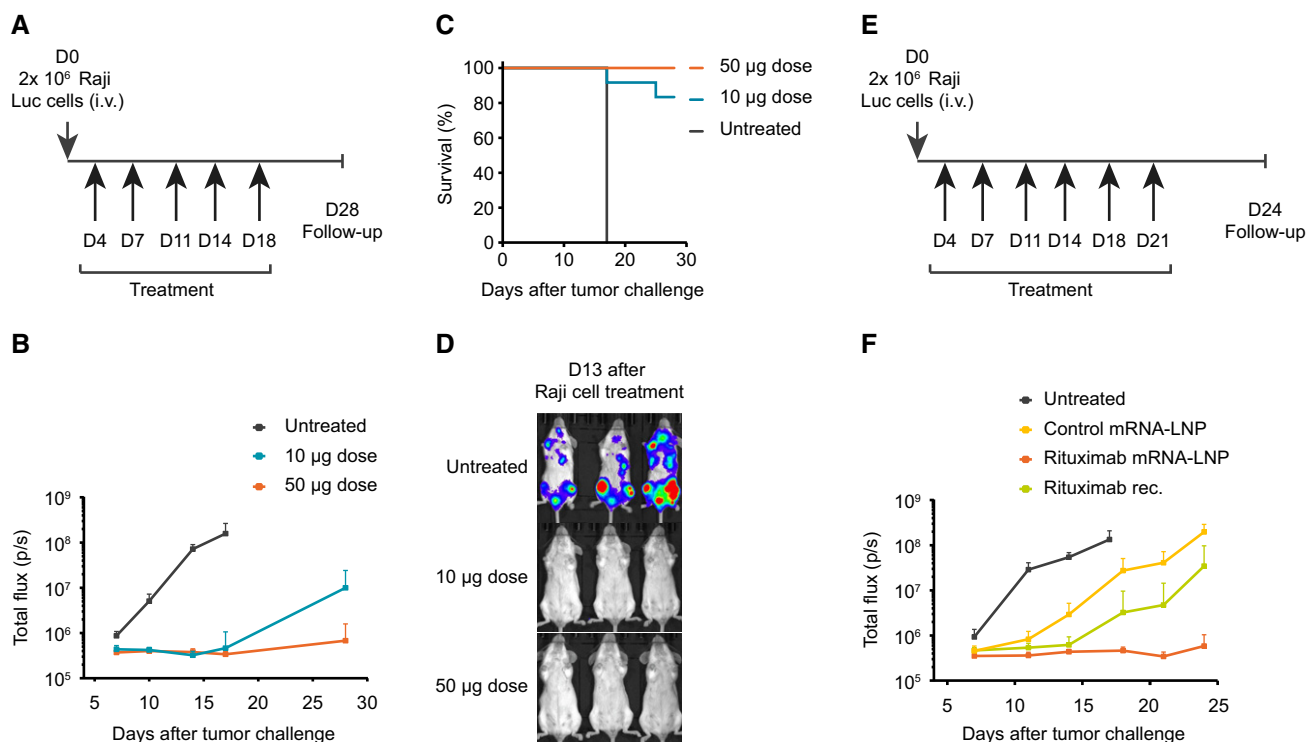 A
D0
2x 10⁶ Raji
Luc cells (i.v.)
D4 D7 D11 D14 D18
D28
Follow-up
Treatment
B
Untreated
10 µg dose
50 µg dose
Total flux (p/s)
10⁹
10⁸
10⁷
10⁶
10⁵
5 10 15 20 25 30
Days after tumor challenge
C
Survival (%)
100
80
60
40
20
0
0 10 20 30
Days after tumor challenge
50 µg dose
10 µg dose
Untreated
D
D13 after
Raji cell treatment
Untreated
10 µg dose
50 µg dose
E
D0
2x 10⁶ Raji
Luc cells (i.v.)
D4 D7 D11 D14 D18 D21
D24
Follow-up
Treatment
F
Untreated
Control mRNA-LNP
Rituximab mRNA-LNP
Rituximab rec.
Total flux (p/s)
10⁹
10⁸
10⁷
10⁶
10⁵
5 10 15 20 25
Days after tumor challenge